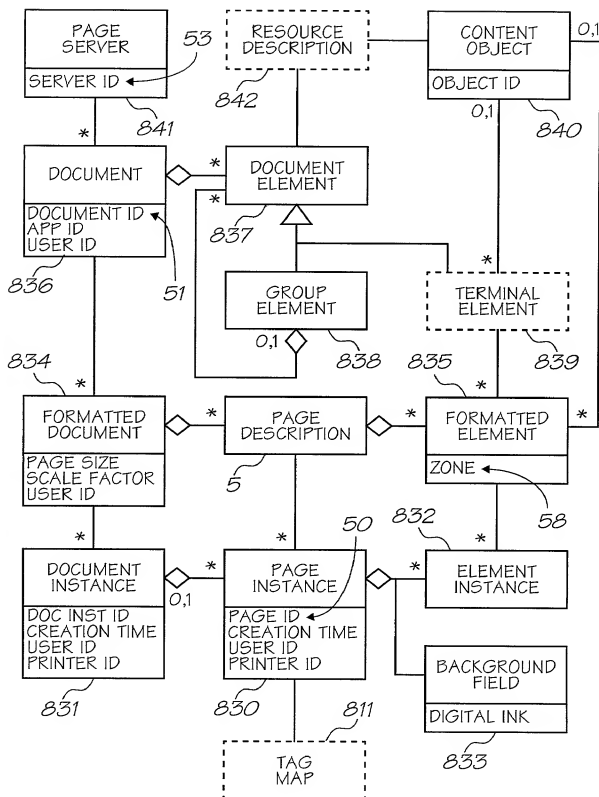 PAGE
SERVER
SERVER ID
53
841
*
RESOURCE
DESCRIPTION
842
CONTENT
OBJECT
OBJECT ID
0,1
0,1
840
DOCUMENT
DOCUMENT ID
APP ID
USER ID
836
51
*
DOCUMENT
ELEMENT
*
837
GROUP
ELEMENT
0,1
838
*
TERMINAL
ELEMENT
839
834
*
FORMATTED
DOCUMENT
PAGE SIZE
SCALE FACTOR
USER ID
*
PAGE
DESCRIPTION
5
835
*
*
FORMATTED
ELEMENT
*
ZONE
58
*
DOCUMENT
INSTANCE
0,1
DOC INST ID
CREATION TIME
USER ID
PRINTER ID
831
*
*
50
PAGE
INSTANCE
PAGE ID
CREATION TIME
USER ID
PRINTER ID
830
832
*
*
ELEMENT
INSTANCE
BACKGROUND
FIELD
DIGITAL INK
833
811
TAG
MAP